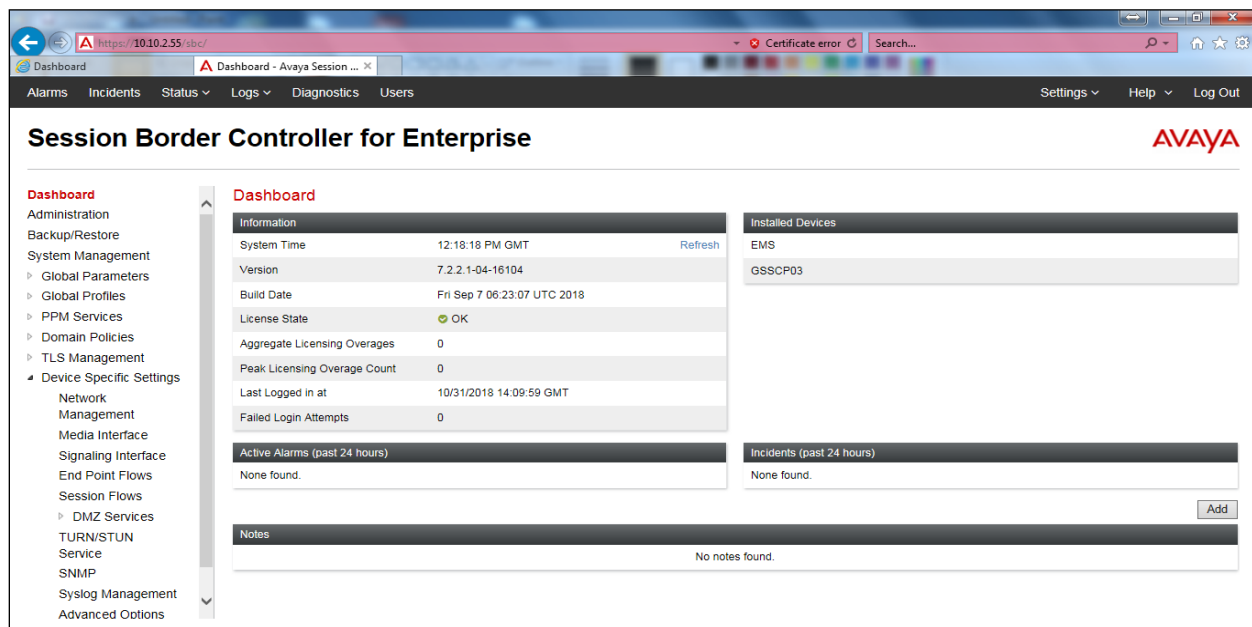 https://10.10.2.55/sbc/
Certificate error
Search...
Dashboard
Dashboard - Avaya Session ...
Alarms Incidents Status Logs Diagnostics Users Settings Help Log Out
Session Border Controller for Enterprise
AVAYA
Dashboard
Administration
Backup/Restore
System Management
Global Parameters
Global Profiles
PPM Services
Domain Policies
TLS Management
Device Specific Settings
Network
Management
Media Interface
Signaling Interface
End Point Flows
Session Flows
DMZ Services
TURN/STUN
Service
SNMP
Syslog Management
Advanced Options
Dashboard
Information
System Time 12:18:18 PM GMT Refresh
Version 7.2.2.1-04-16104
Build Date Fri Sep 7 06:23:07 UTC 2018
License State OK
Aggregate Licensing Overages 0
Peak Licensing Overage Count 0
Last Logged in at 10/31/2018 14:09:59 GMT
Failed Login Attempts 0
Installed Devices
EMS
GSSCP03
Active Alarms (past 24 hours)
None found.
Incidents (past 24 hours)
None found.
Add
Notes
No notes found.